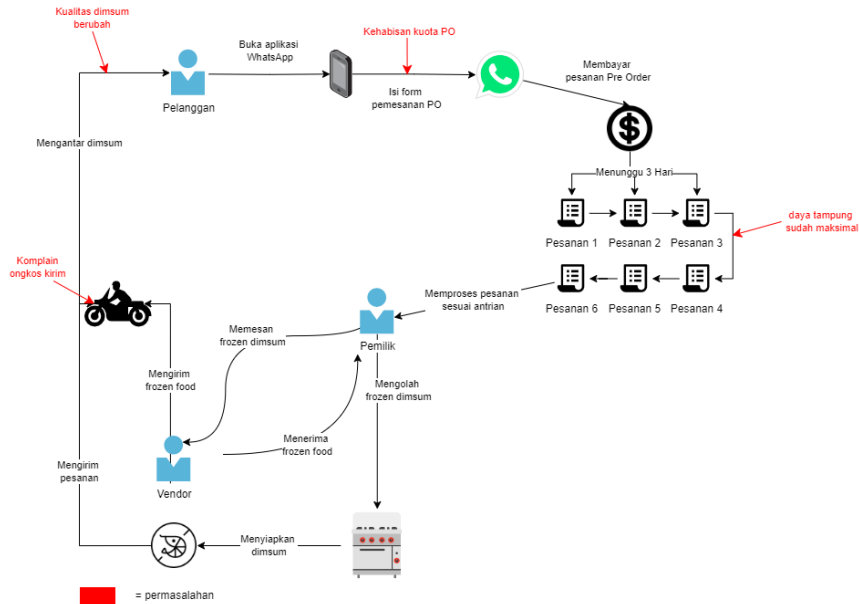 Kualitas dimsum
berubah
Buka aplikasi
WhatsApp
Kehabisan kuota PO
Membayar
pesanan Pre Order
Pelanggan
Isi form
pemesanan PO
Mengantar dimsum
Menunggu 3 Hari
daya tampung
sudah maksimal
Pesanan 1
Pesanan 2
Pesanan 3
Komplain
ongkos kirim
Memproses pesanan
sesuai antrian
Pesanan 6
Pesanan 5
Pesanan 4
Memesan
frozen dimsum
Pemilik
Mengirim
frozen food
Mengolah
frozen dimsum
Menerima
frozen food
Mengirim
pesanan
Vendor
Menyiapkan
dimsum
= permasalahan